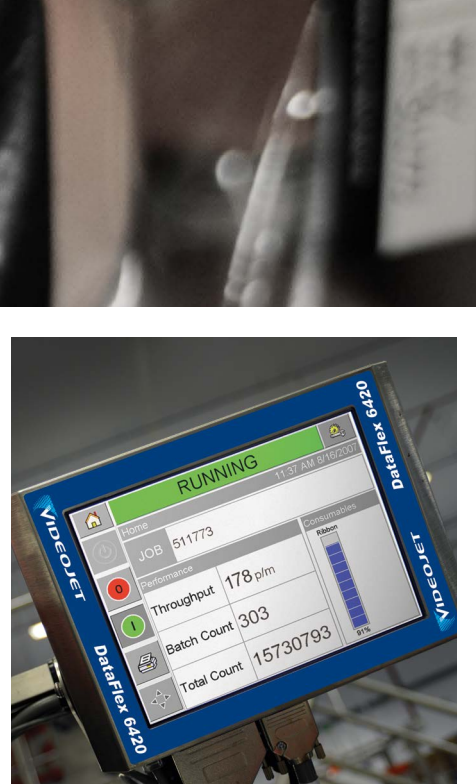 RUNNING
Home
11:37 AM 8/16/2007
JOB 511773
Performance
Consumables
Ribbon
Throughput 178 p/m
Batch Count 303
Total Count 15730793
91%
0
I
VIDEOJET
DataFlex 6420
DataFlex 6420
VIDEOJET